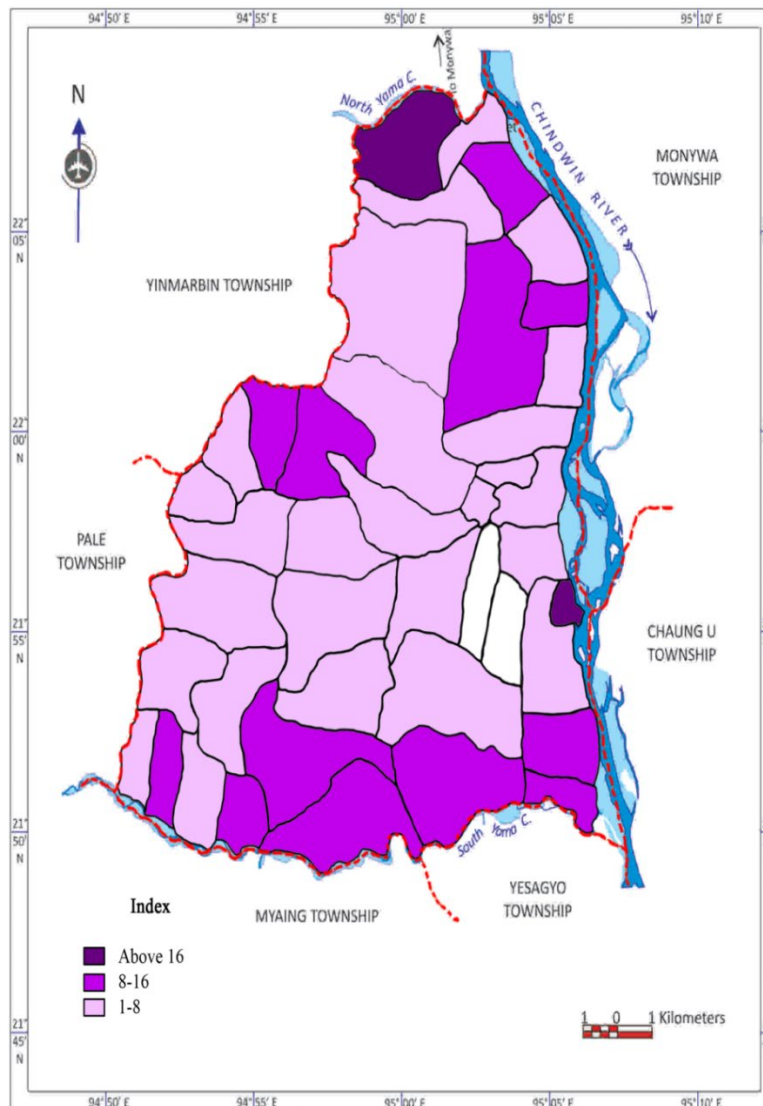 94° 50' E 94° 55' E 95° 00' E 95° 05' E 95° 10' E
N
North Yama C.
to Monywa
CHINDWIN RIVER
MONYWA
TOWNSHIP
22°
05'
N
YINMARBIN TOWNSHIP
22°
00'
N
PALE
TOWNSHIP
21°
55'
N
CHAUNG U
TOWNSHIP
21°
50'
N
South Yama C.
MYAING TOWNSHIP
YESAGYO
TOWNSHIP
Index
Above 16
8-16
1-8
1 0 1 Kilometers
21°
45'
N
94° 50' E 94° 55' E 95° 00' E 95° 05' E 95° 10' E